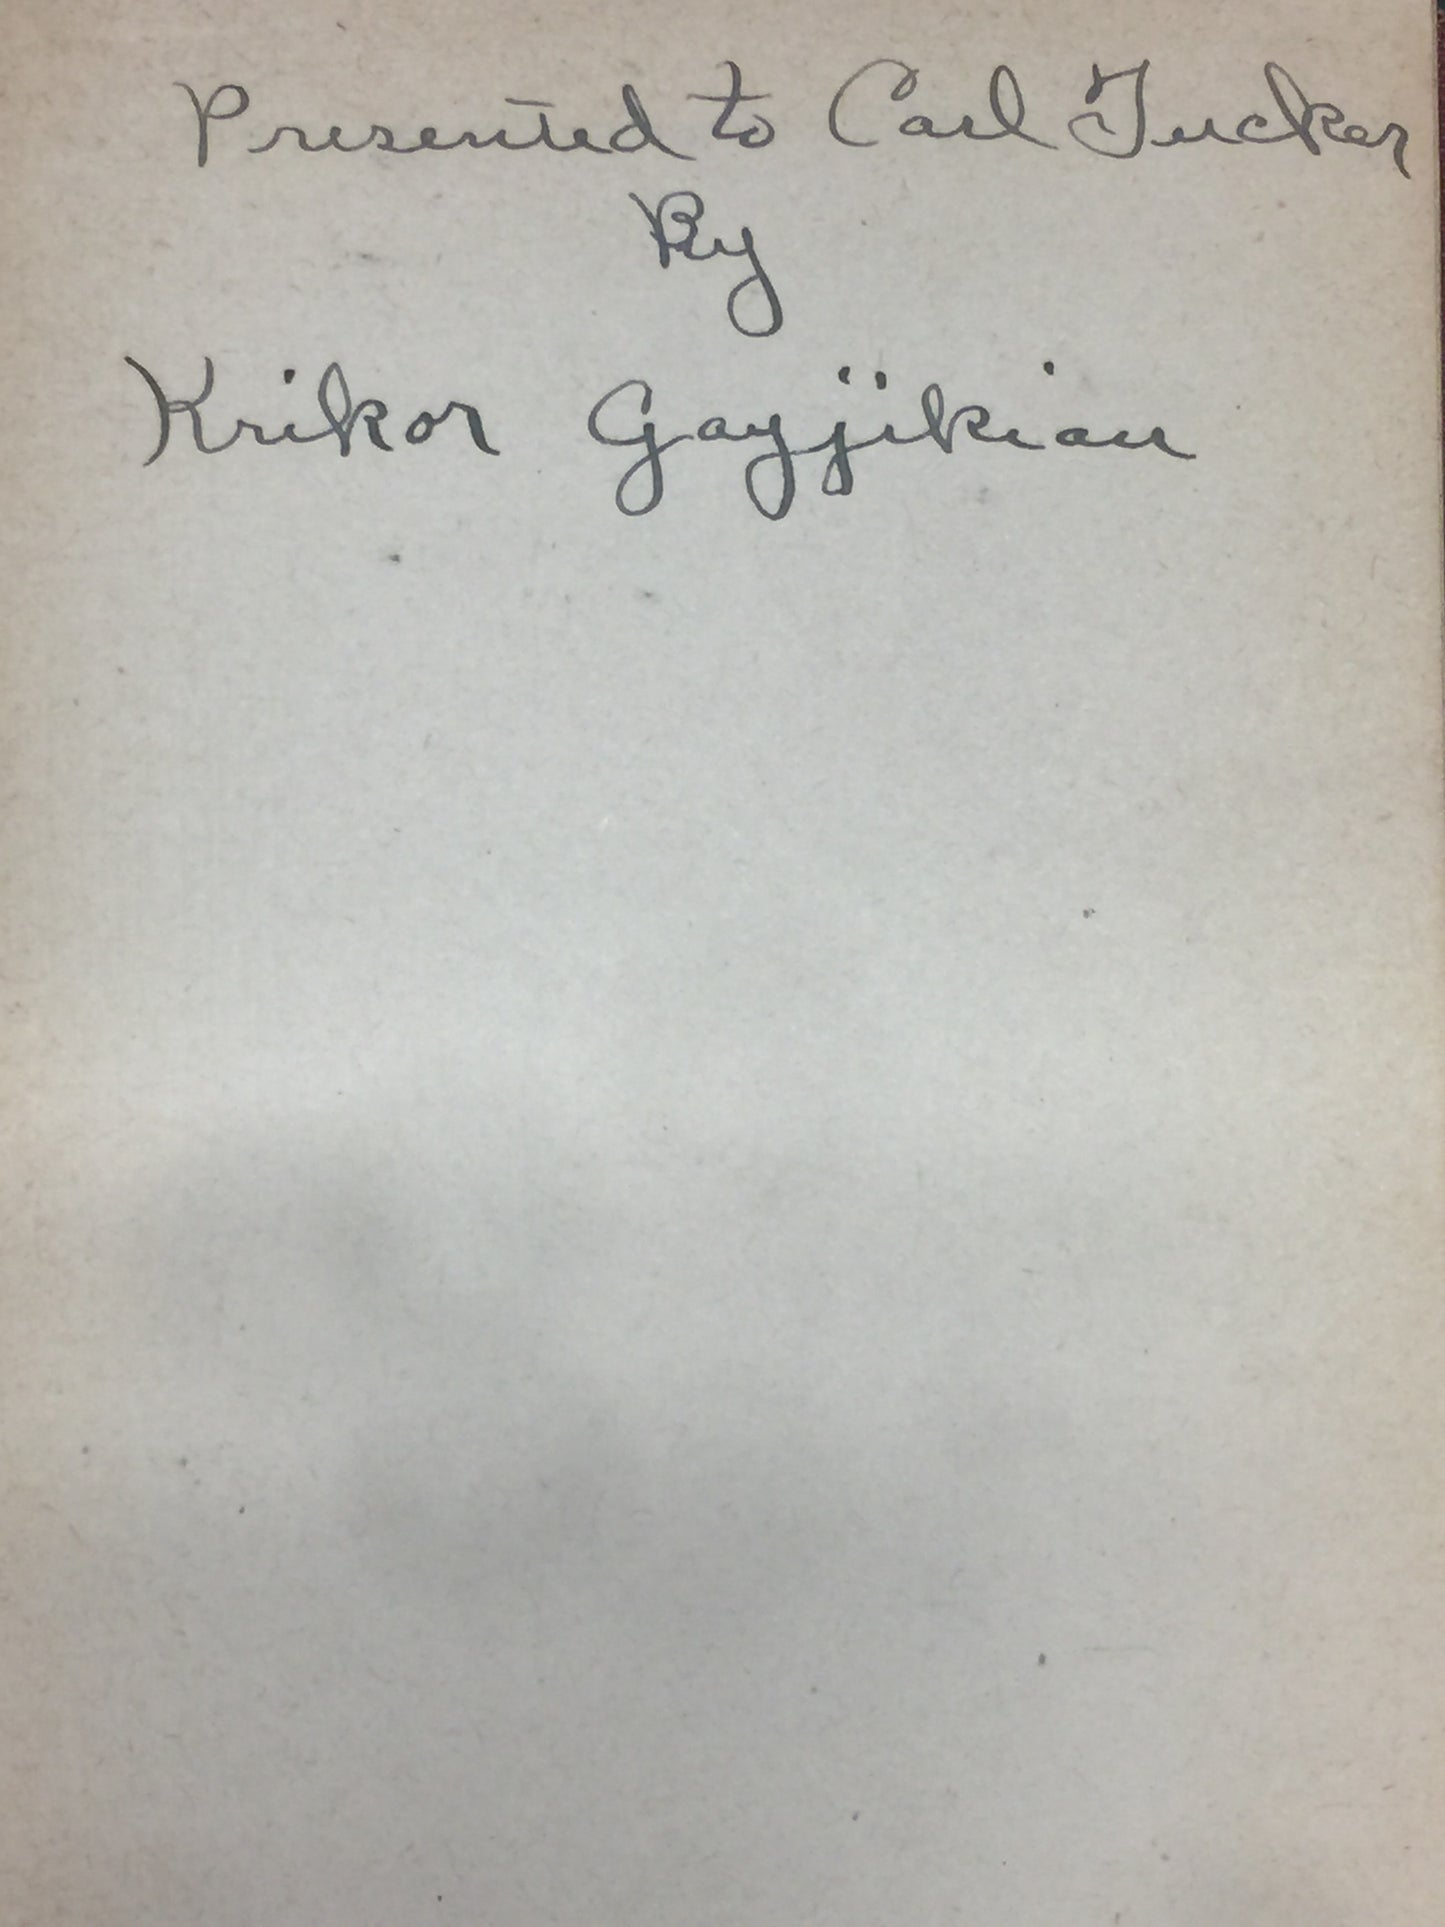 Presented to Carl Tucker
By
Krikor Gayjikian